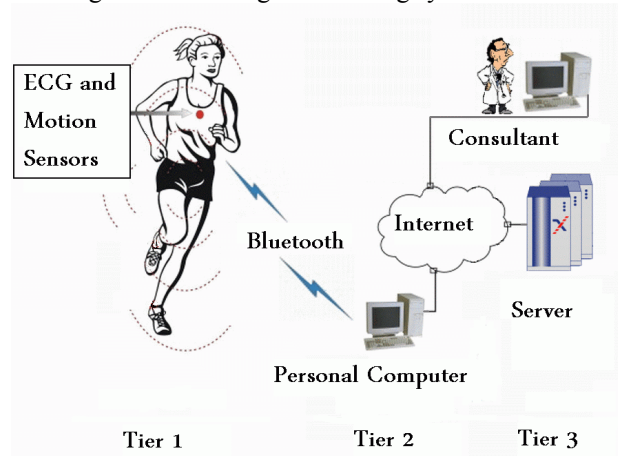 ECG and
Motion
Sensors
Consultant
Internet
Bluetooth
Server
Personal Computer
Tier 1
Tier 2
Tier 3